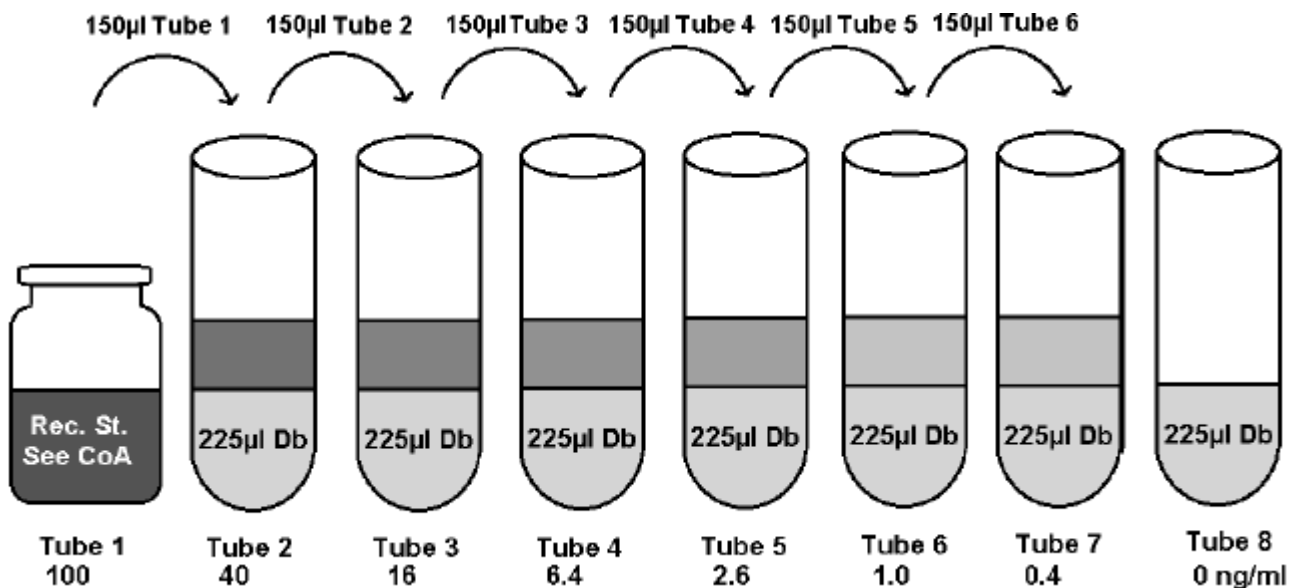 150µl Tube 1 150µl Tube 2 150µl Tube 3 150µl Tube 4 150µl Tube 5 150µl Tube 6
Rec. St.
See CoA
225µl Db 225µl Db 225µl Db 225µl Db 225µl Db 225µl Db 225µl Db
Tube 1 Tube 2 Tube 3 Tube 4 Tube 5 Tube 6 Tube 7 Tube 8
100 40 16 6.4 2.6 1.0 0.4 0 ng/ml